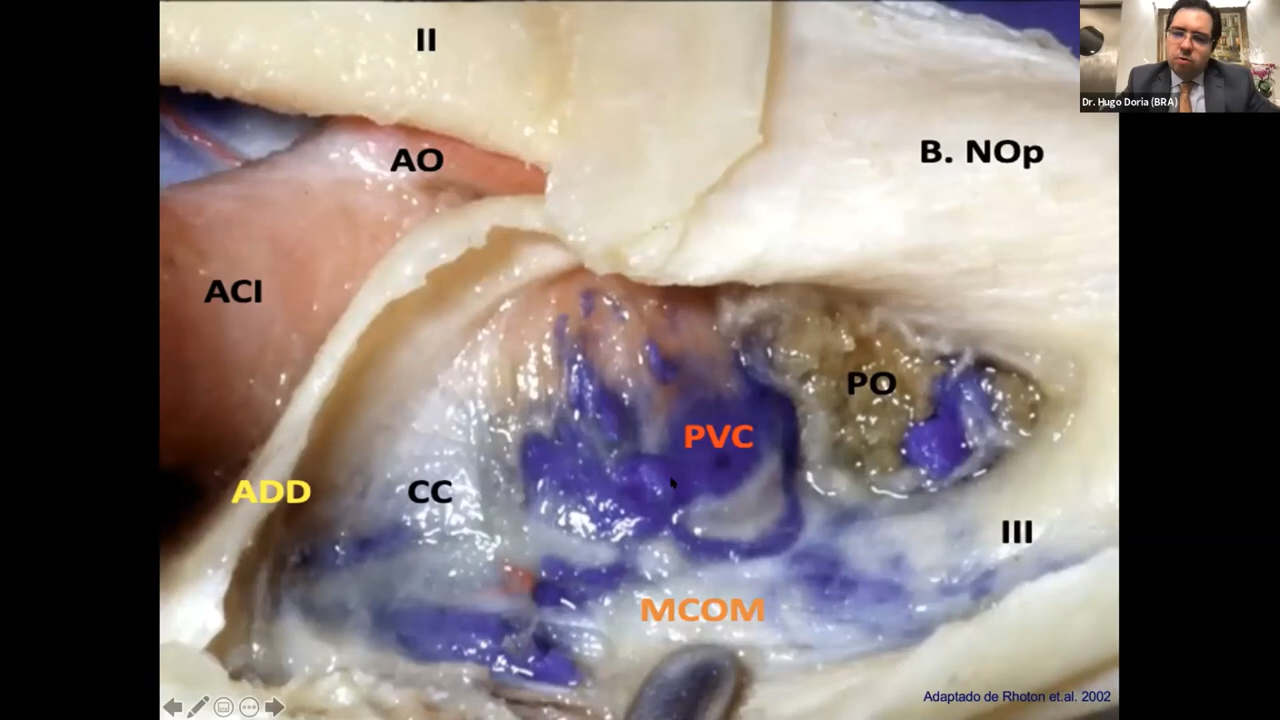 II
Dr. Hugo Doria (BRA)
AO
B. NOp
ACI
PO
PVC
ADD
CC
III
MCOM
Adaptado de Rhoton et.al. 2002